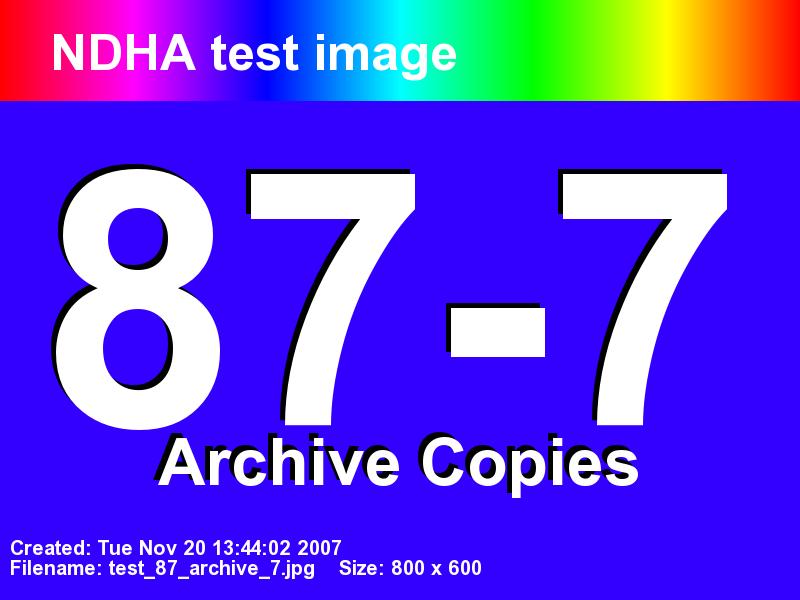 NDHA test image
87-7
Archive Copies
Created: Tue Nov 20 13:44:02 2007
Filename: test_87_archive_7.jpg    Size: 800 x 600